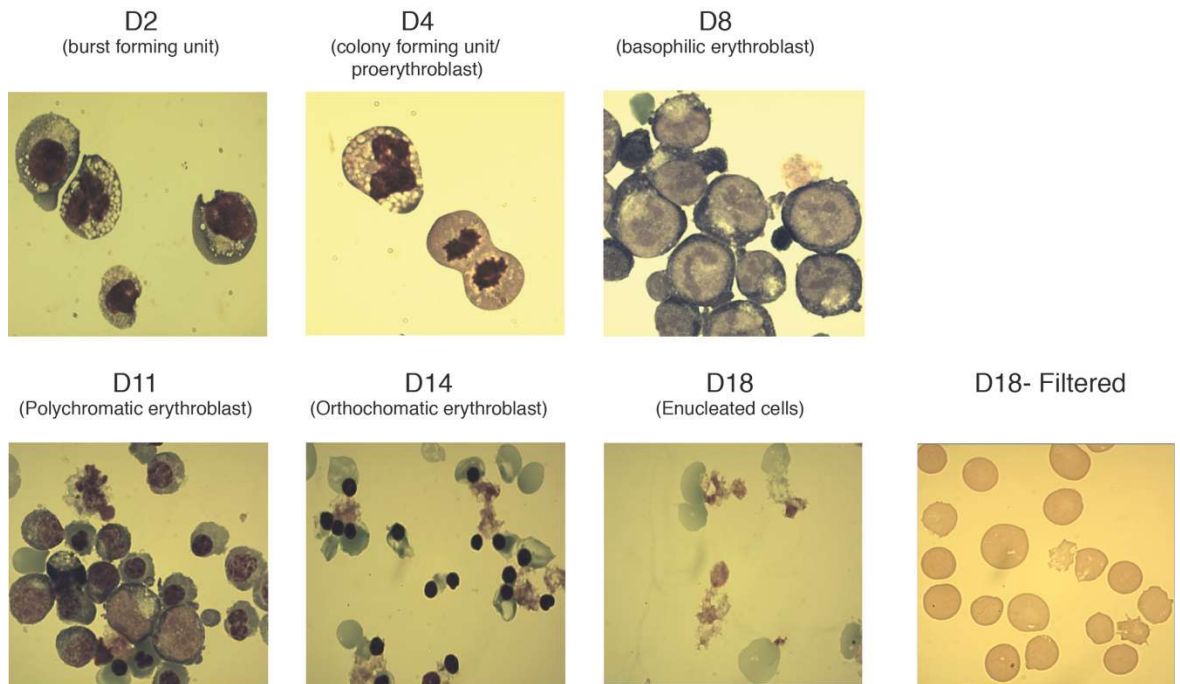 D2
(burst forming unit)
D4
(colony forming unit/
proerythroblast)
D8
(basophilic erythroblast)
D11
(Polychromatic erythroblast)
D14
(Orthochomatic erythroblast)
D18
(Enucleated cells)
D18- Filtered